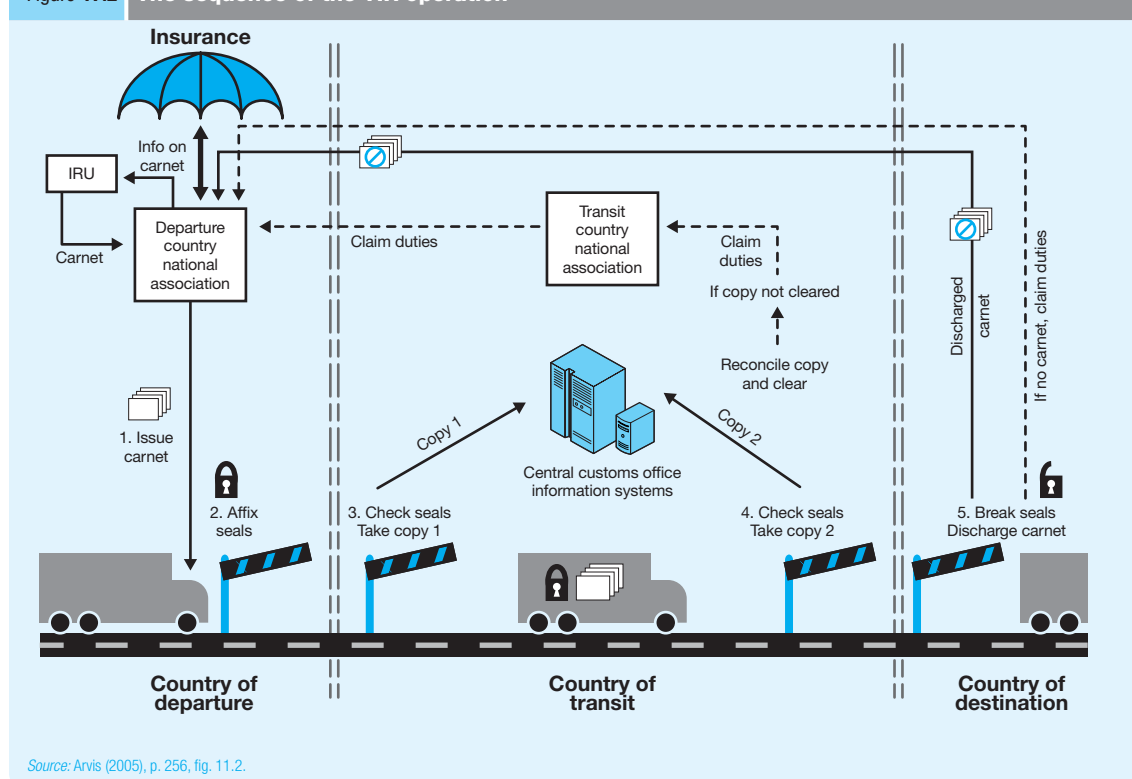 Insurance
Info on
carnet
IRU
Carnet
Departure
country
national
association
Claim duties
Transit
country
national
association
Claim
duties
If copy not cleared
Reconcile copy
and clear
Discharged
carnet
If no carnet, claim duties
1. Issue
carnet
Copy 1
Copy 2
Central customs office
information systems
2. Affix
seals
3. Check seals
Take copy 1
4. Check seals
Take copy 2
5. Break seals
Discharge carnet
Country of
departure
Country of
transit
Country of
destination
Source: Arvis (2005), p. 256, fig. 11.2.